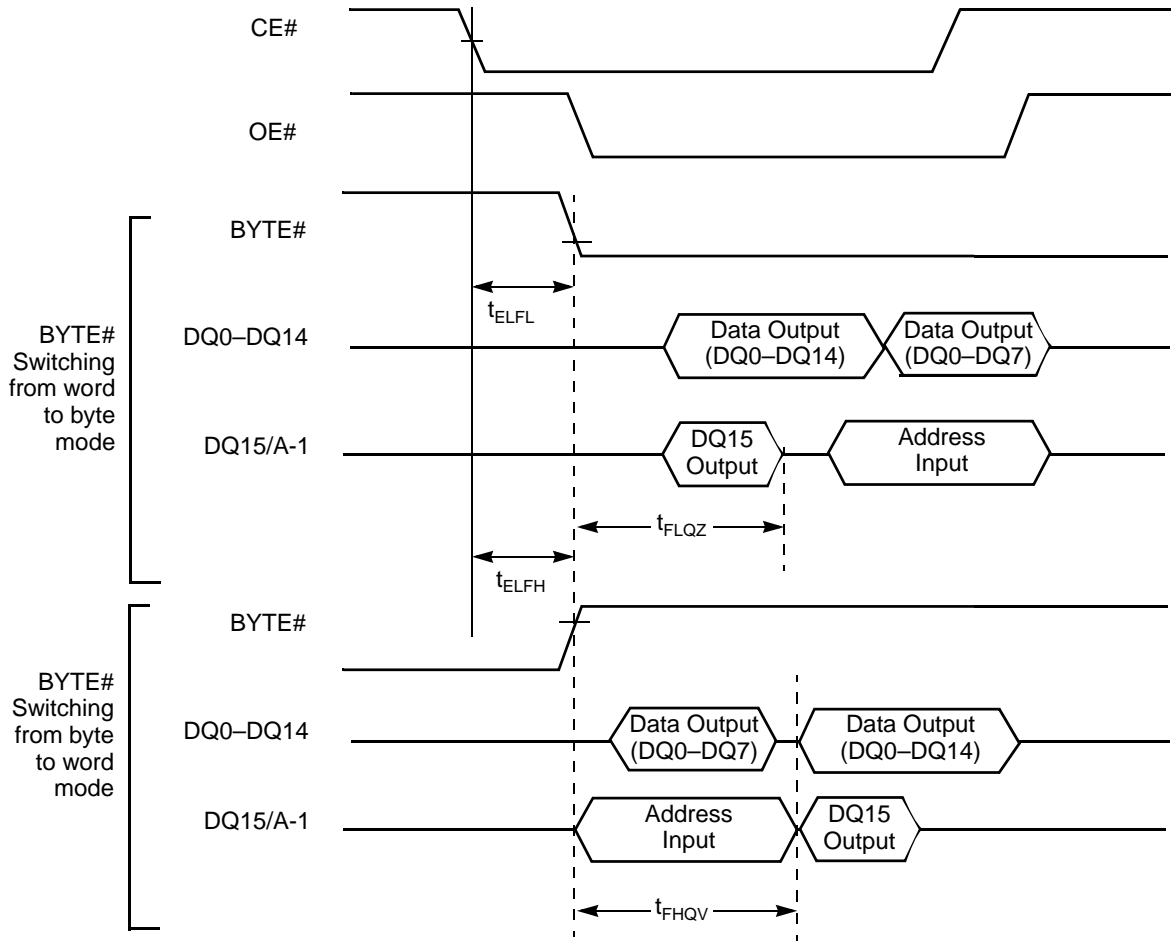 CE#
OE#
BYTE#
Switching
from word
to byte
mode
BYTE#
tELFL
DQ0–DQ14
Data Output
(DQ0–DQ14)
Data Output
(DQ0–DQ7)
DQ15/A-1
DQ15
Output
Address
Input
tFLQZ
tELFH
BYTE#
Switching
from byte
to word
mode
BYTE#
DQ0–DQ14
Data Output
(DQ0–DQ7)
Data Output
(DQ0–DQ14)
DQ15/A-1
Address
Input
DQ15
Output
tFHQV